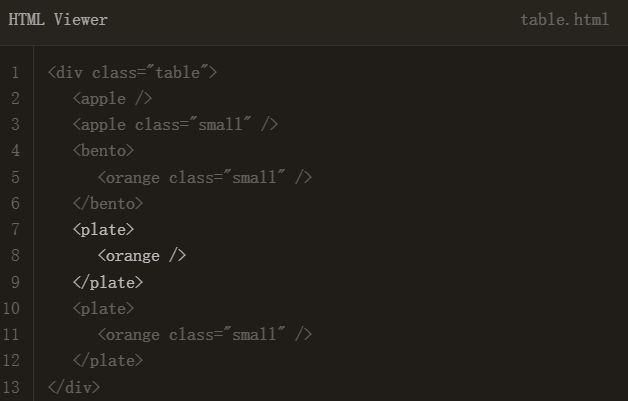 HTML Viewer table.html
1 <div class="table">
2 <apple />
3 <apple class="small" />
4 <bento>
5 <orange class="small" />
6 </bento>
7 <plate>
8 <orange />
9 </plate>
10 <plate>
11 <orange class="small" />
12 </plate>
13 </div>